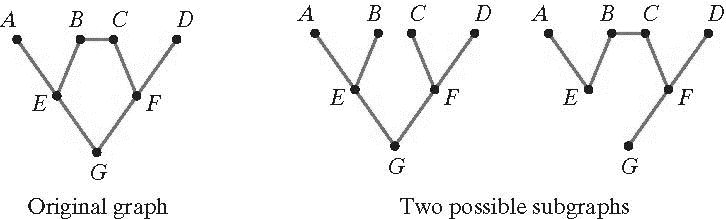 A B C D A B C D A B C D
E F E F E F
G G G
Original graph Two possible subgraphs